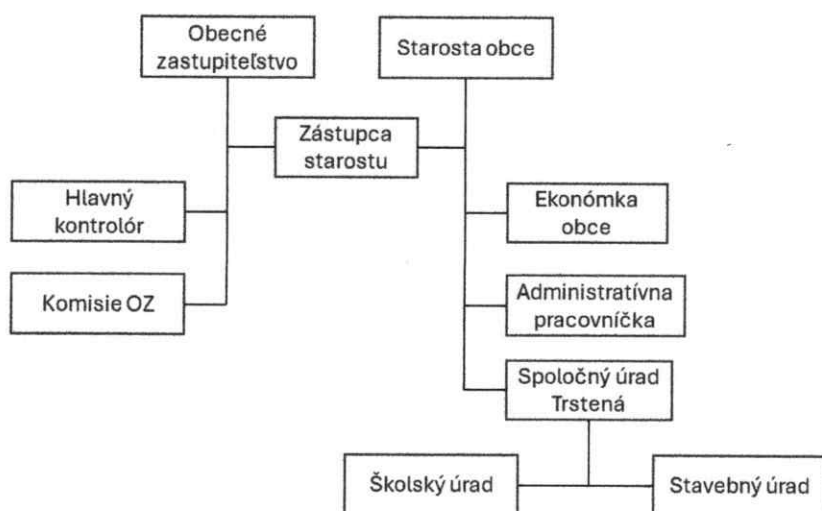 Obecné
zastupiteľstvo
Starosta obce
Zástupca
starostu
Hlavný
kontrolór
Ekonómka
obce
Komisie OZ
Administratívna
pracovníčka
Spoločný úrad
Trstená
Školský úrad
Stavebný úrad